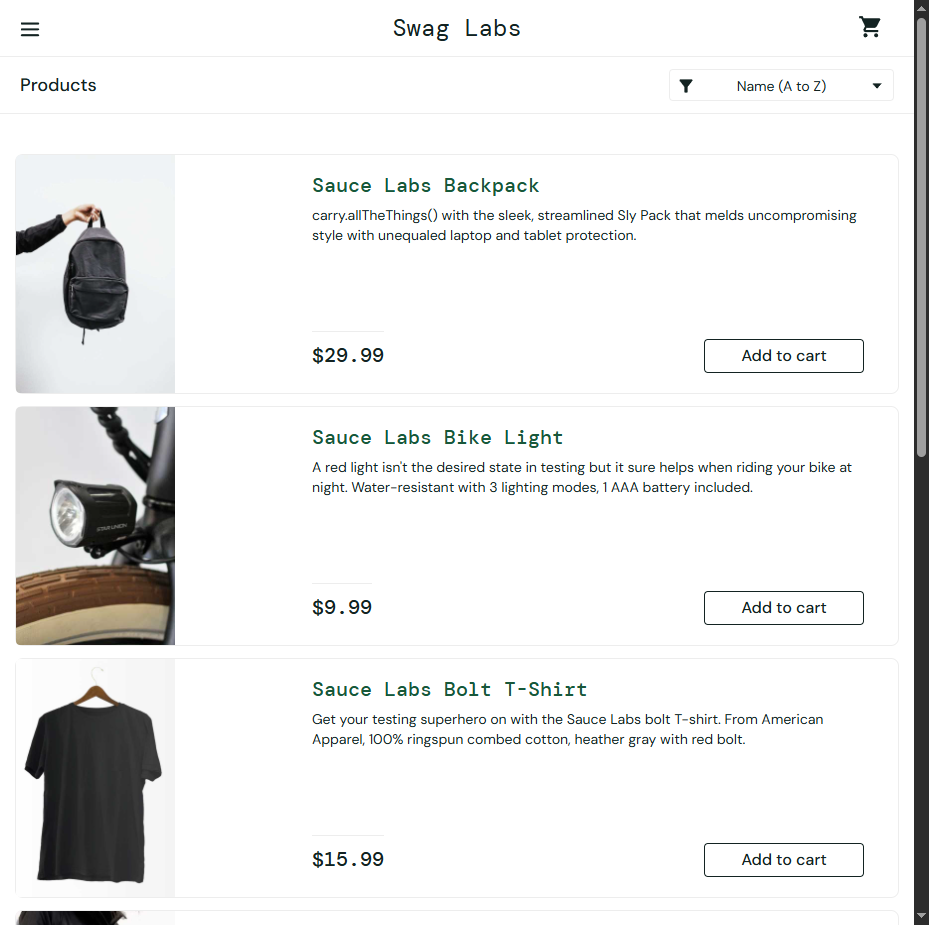 Swag Labs
Products
Name (A to Z)
Sauce Labs Backpack
carry.allTheThings() with the sleek, streamlined Sly Pack that melds uncompromising
style with unequaled laptop and tablet protection.
$29.99
Add to cart
Sauce Labs Bike Light
A red light isn't the desired state in testing but it sure helps when riding your bike at
night. Water-resistant with 3 lighting modes, 1 AAA battery included.
$9.99
Add to cart
Sauce Labs Bolt T-Shirt
Get your testing superhero on with the Sauce Labs bolt T-shirt. From American
Apparel, 100% ringspun combed cotton, heather gray with red bolt.
$15.99
Add to cart